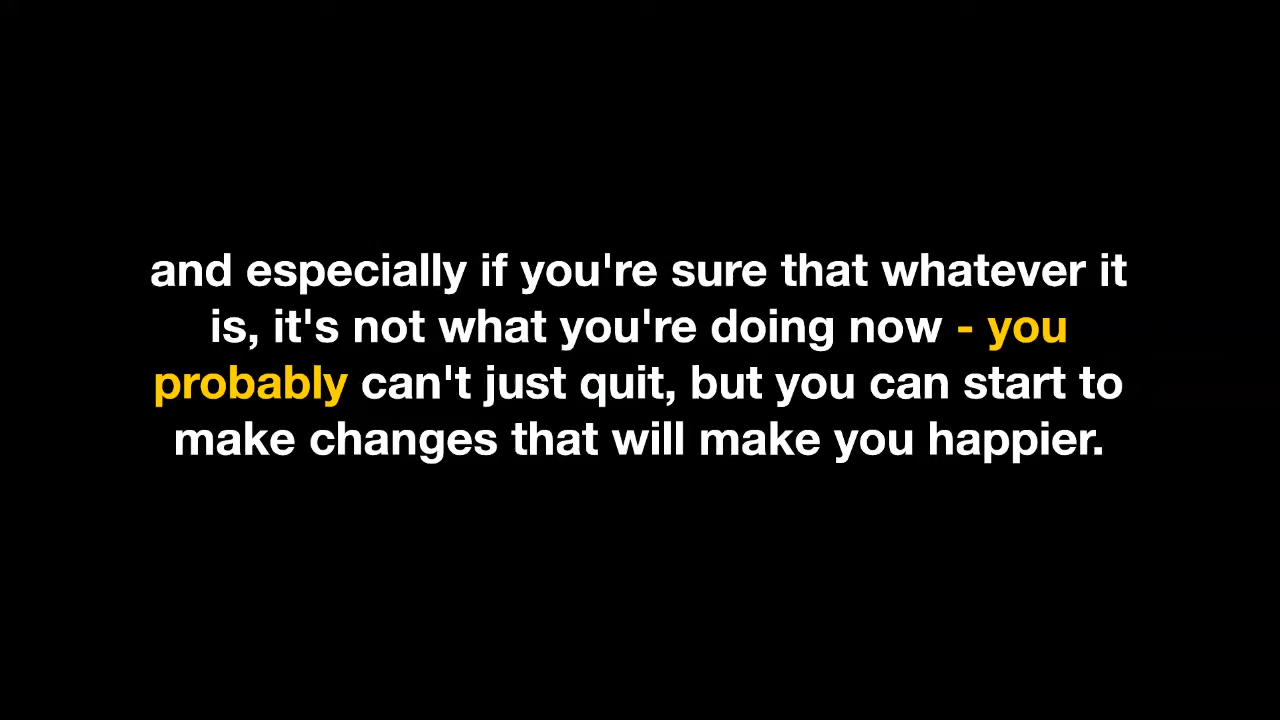 and especially if you're sure that whatever it
is, it's not what you're doing now - you
probably can't just quit, but you can start to
make changes that will make you happier.